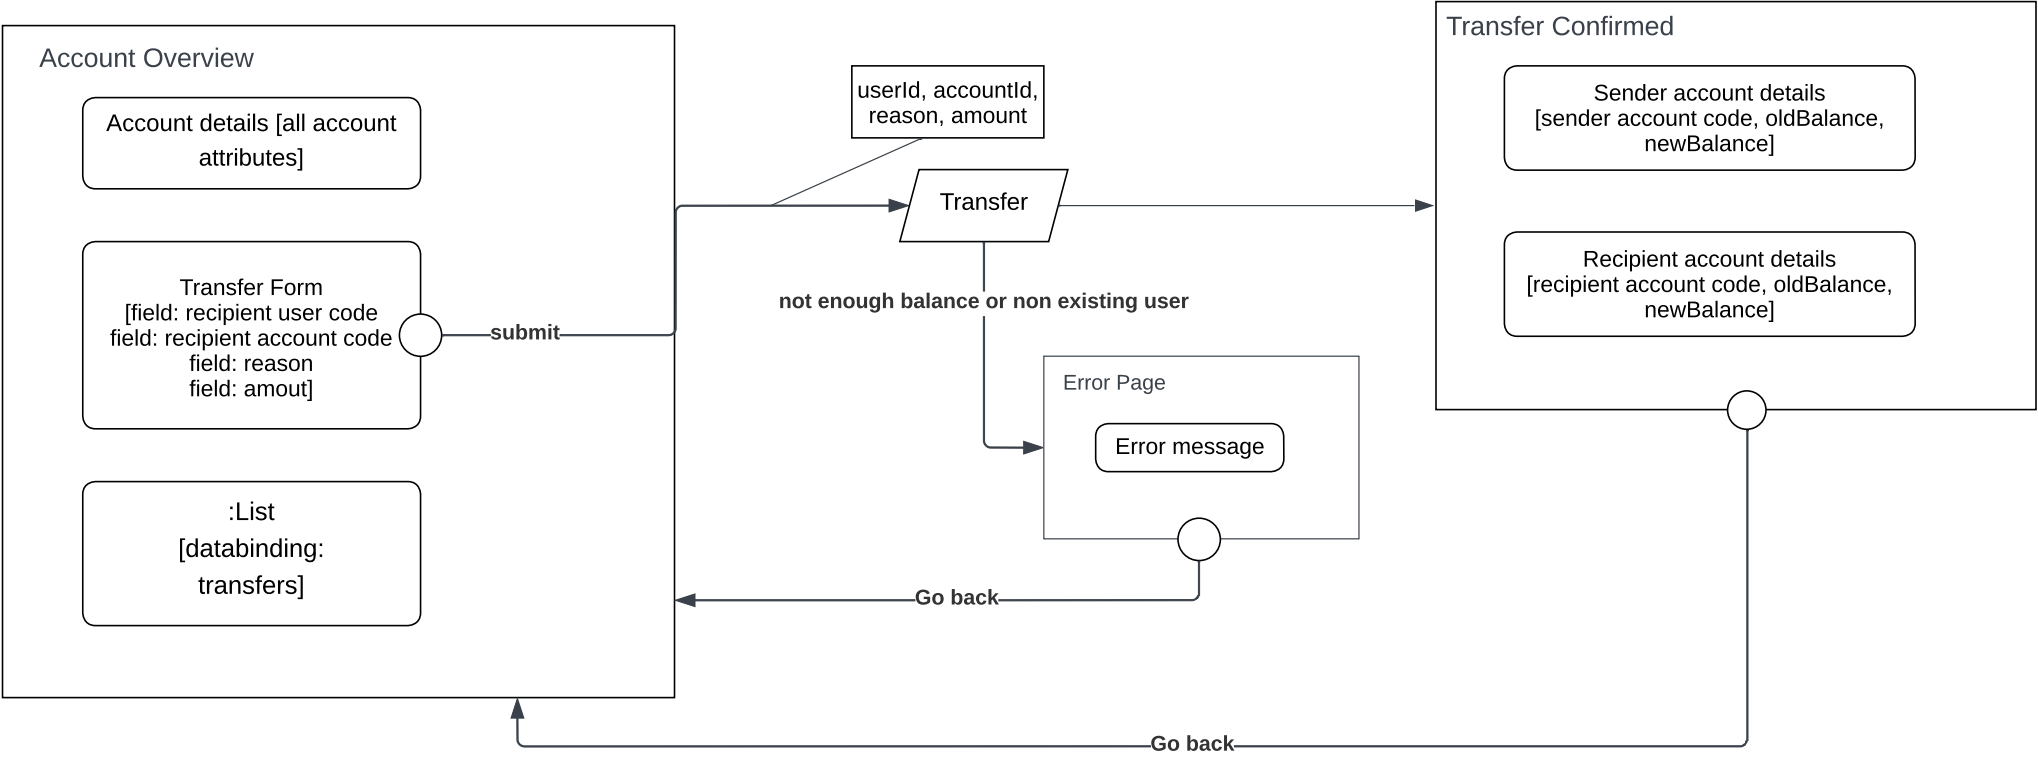 Account Overview
Account details [all account
attributes]
Transfer Form
[field: recipient user code
field: recipient account code
field: reason
field: amout]
submit
:List
[databinding:
transfers]
userId, accountId,
reason, amount
Transfer
not enough balance or non existing user
Error Page
Error message
Go back
Transfer Confirmed
Sender account details
[sender account code, oldBalance,
newBalance]
Recipient account details
[recipient account code, oldBalance,
newBalance]
Go back